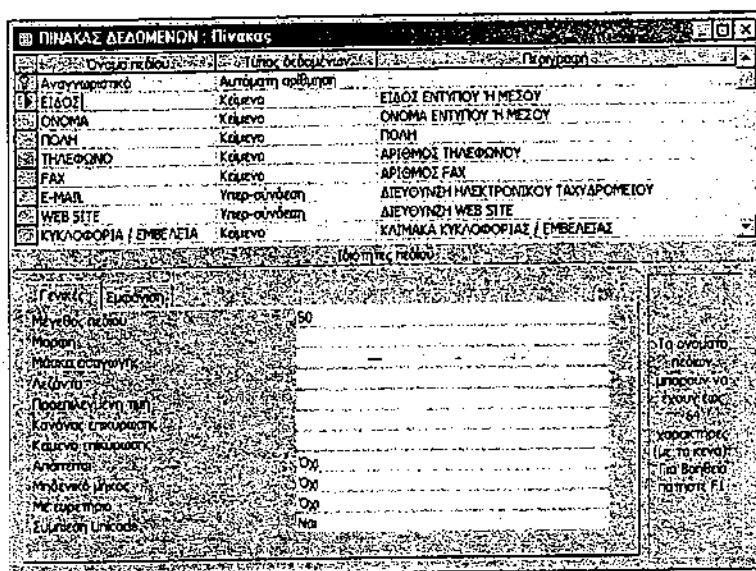 ΠΙΝΑΚΑΣ ΔΕΔΟΜΕΝΩΝ : Πίνακας
Όνομα πεδίου Τύπος δεδομένων Περιγραφή
Αναγνωριστικό Αυτόματη αρίθμηση
ΕΙΔΟΣ Κείμενο ΕΙΔΟΣ ΕΝΤΥΠΟΥ Ή ΜΕΣΟΥ
ΟΝΟΜΑ Κείμενο ΟΝΟΜΑ ΕΝΤΥΠΟΥ Ή ΜΕΣΟΥ
ΠΟΛΗ Κείμενο ΠΟΛΗ
ΤΗΛΕΦΩΝΟ Κείμενο ΑΡΙΘΜΟΣ ΤΗΛΕΦΩΝΟΥ
FAX Κείμενο ΑΡΙΘΜΟΣ FAX
E-MAIL Υπερ-σύνδεση ΔΙΕΥΘΥΝΣΗ ΗΛΕΚΤΡΟΝΙΚΟΥ ΤΑΧΥΔΡΟΜΕΙΟΥ
WEB SITE Υπερ-σύνδεση ΔΙΕΥΘΥΝΣΗ WEB SITE
ΚΥΚΛΟΦΟΡΙΑ / ΕΜΒΕΛΕΙΑ Κείμενο ΚΛΙΜΑΚΑ ΚΥΚΛΟΦΟΡΙΑΣ / ΕΜΒΕΛΕΙΑΣ
Ιδιότητες πεδίου
Γενικές Εμφάνιση
Μέγεθος πεδίου 50
Μορφή
Μάσκα εισαγωγής
Λεζάντα
Προεπιλεγμένη τιμή
Κανόνας επικύρωσης
Κείμενο επικύρωσης
Απαιτείται Όχι
Μηδενικό μήκος Όχι
Με ευρετήριο Όχι
Συμπίεση Unicode Ναι
Τα ονόματα
πεδίων
μπορούν να
έχουν έως
64
χαρακτήρες
(με τα κενά).
Για βοήθεια
πατήστε F1.